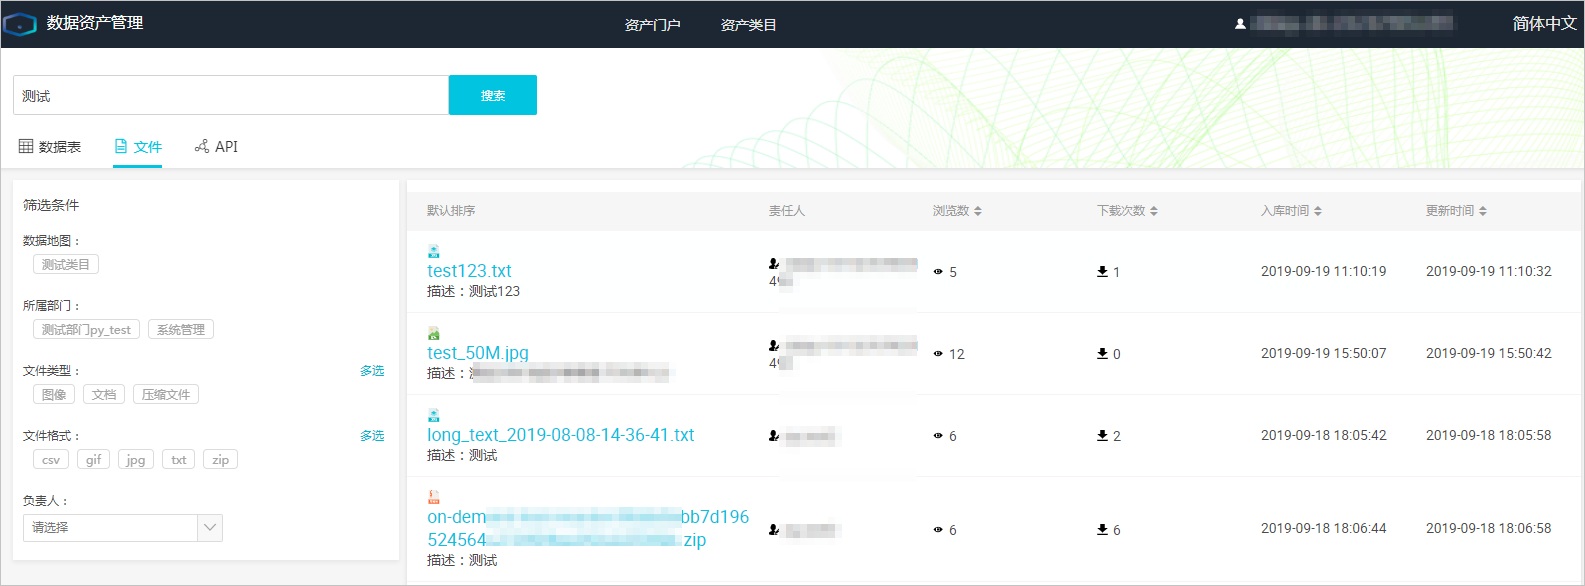 数据资产管理
资产门户
资产类目
简体中文
测试
搜索
数据表
文件
API
筛选条件
数据地图：
测试类目
所属部门：
测试部门py_test
系统管理
文件类型：
多选
图像
文档
压缩文件
文件格式：
多选
csv
gif
jpg
txt
zip
负责人：
请选择
默认排序
责任人
浏览数
下载次数
入库时间
更新时间
test123.txt
描述：测试123
5
1
2019-09-19 11:10:19
2019-09-19 11:10:32
test_50M.jpg
描述：
12
0
2019-09-19 15:50:07
2019-09-19 15:50:42
long_text_2019-08-08-14-36-41.txt
描述：测试
6
2
2019-09-18 18:05:42
2019-09-18 18:05:58
on-dem
bb7d196
524564
.zip
描述：测试
6
6
2019-09-18 18:06:44
2019-09-18 18:06:58